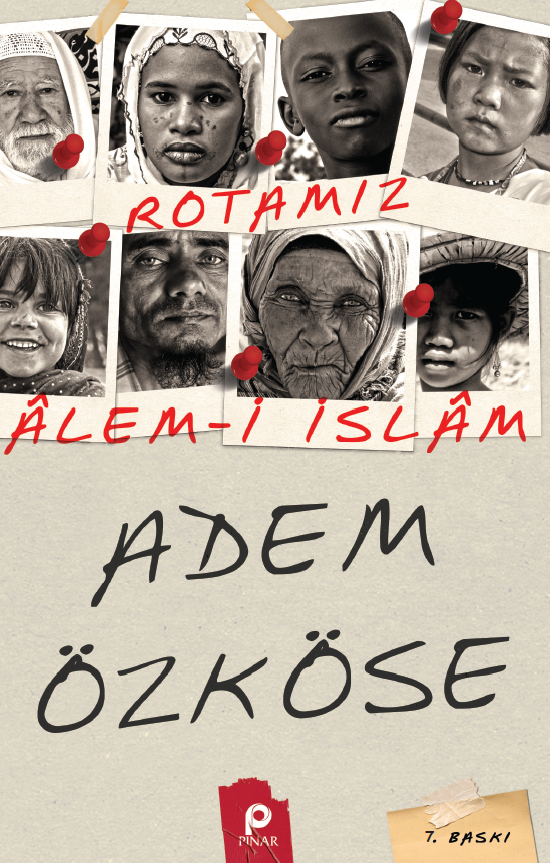 ROTAMIZ
ÂLEM-İ İSLÂM
ADEM
ÖZKÖSE
PINAR
7. BASKI